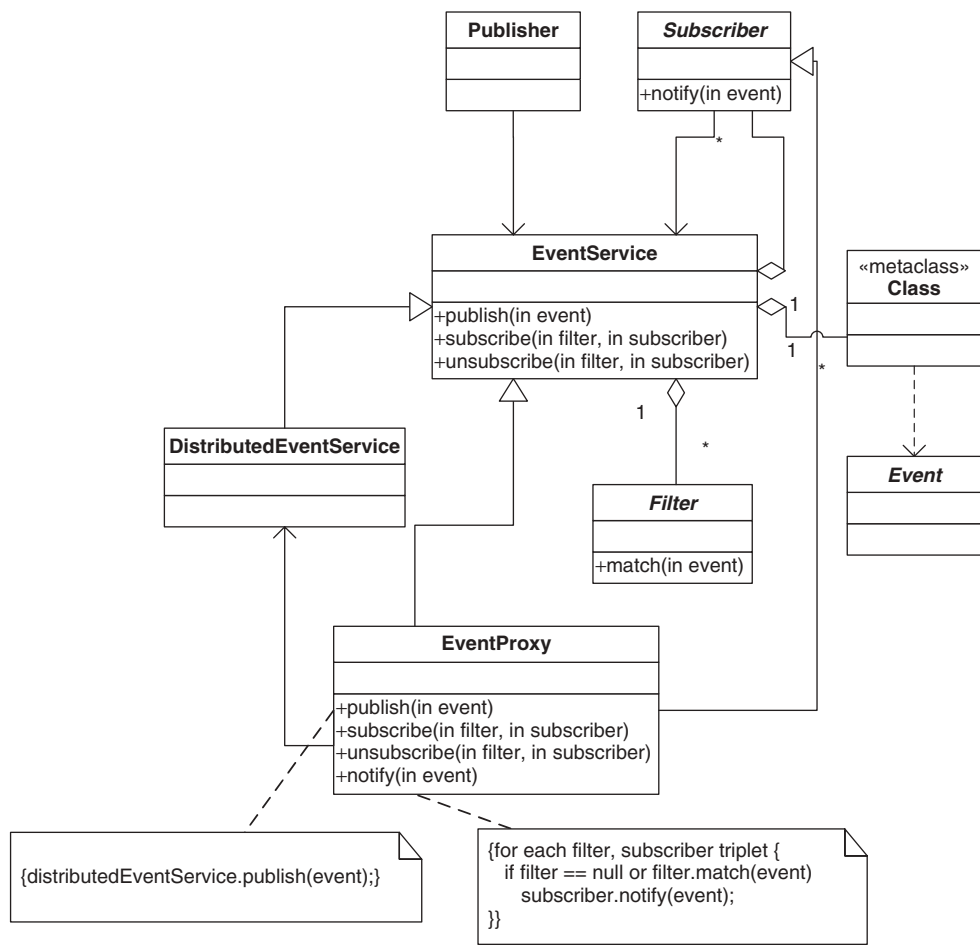 Publisher
Subscriber
+notify(in event)
*
EventService
+publish(in event)
+subscribe(in filter, in subscriber)
+unsubscribe(in filter, in subscriber)
1
1
«metaclass»
Class
*
1
*
DistributedEventService
Filter
+match(in event)
Event
EventProxy
+publish(in event)
+subscribe(in filter, in subscriber)
+unsubscribe(in filter, in subscriber)
+notify(in event)
{distributedEventService.publish(event);}
{for each filter, subscriber triplet {
if filter == null or filter.match(event)
subscriber.notify(event);
}}